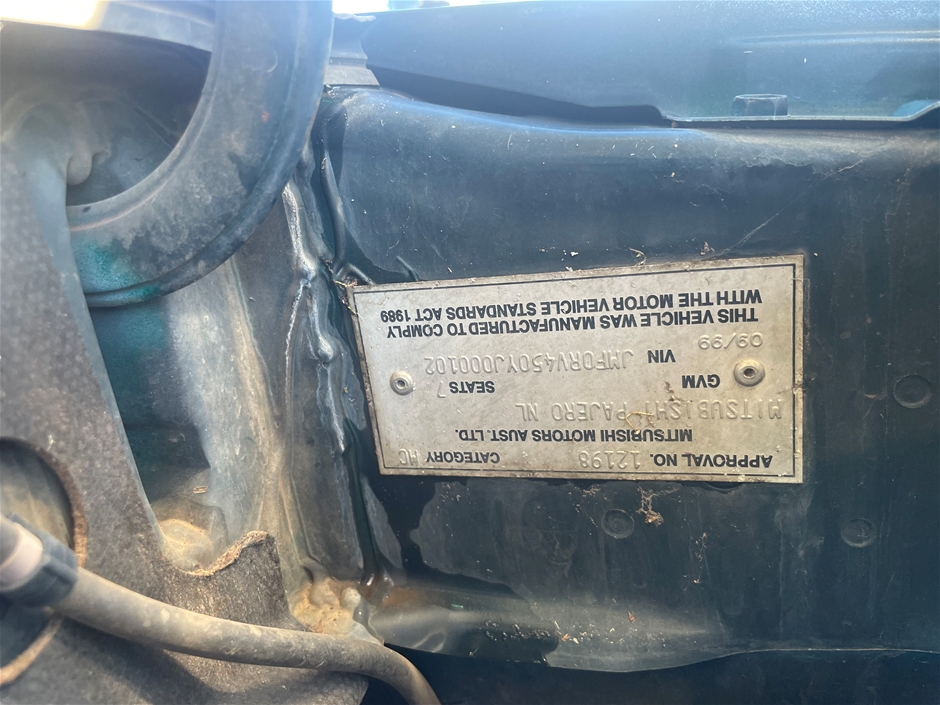 APPROVAL NO. 12198 CATEGORY MC
MITSUBISHI MOTORS AUST. LTD.
MITSUBISHI PAJERO NL
GVM SEATS 7
VIN JMF0RV450YJ000102
09/99
THIS VEHICLE WAS MANUFACTURED TO COMPLY
WITH THE MOTOR VEHICLE STANDARDS ACT 1989